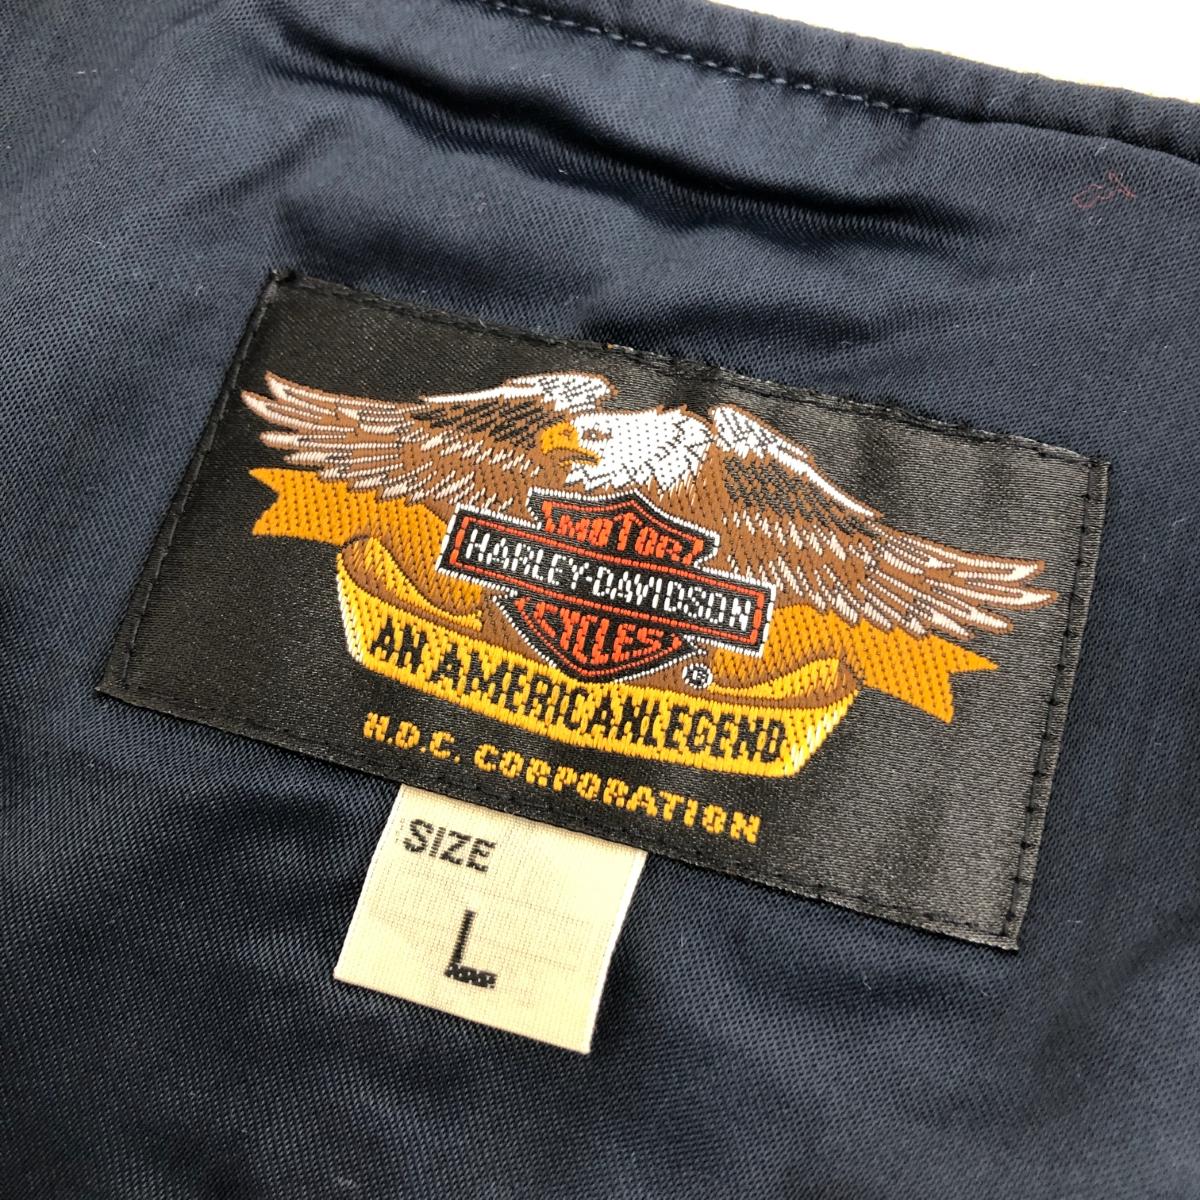 MOTOR
HARLEY-DAVIDSON
CYCLES
®
AN AMERICAN LEGEND
H.D.C. CORPORATION
SIZE
L